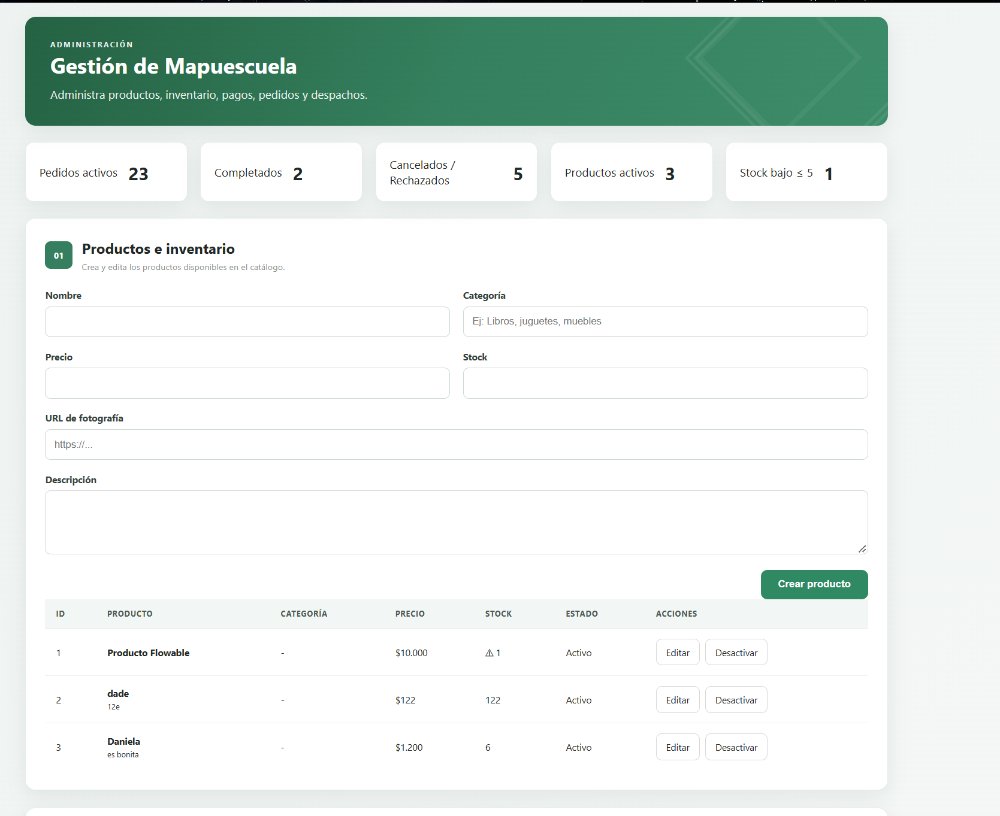 ADMINISTRACIÓN
Gestión de Mapuescuela
Administra productos, inventario, pagos, pedidos y despachos.
Pedidos activos 23
Completados 2
Cancelados /
Rechazados 5
Productos activos 3
Stock bajo ≤ 5 1
01
Productos e inventario
Crea y edita los productos disponibles en el catálogo.
Nombre
Categoría
Ej: Libros, juguetes, muebles
Precio
Stock
URL de fotografía
https://...
Descripción
Crear producto
ID PRODUCTO CATEGORÍA PRECIO STOCK ESTADO ACCIONES
1 Producto Flowable - $10.000 ⚠ 1 Activo Editar Desactivar
2 dade - $122 122 Activo Editar Desactivar
12e
3 Daniela - $1.200 6 Activo Editar Desactivar
es bonita